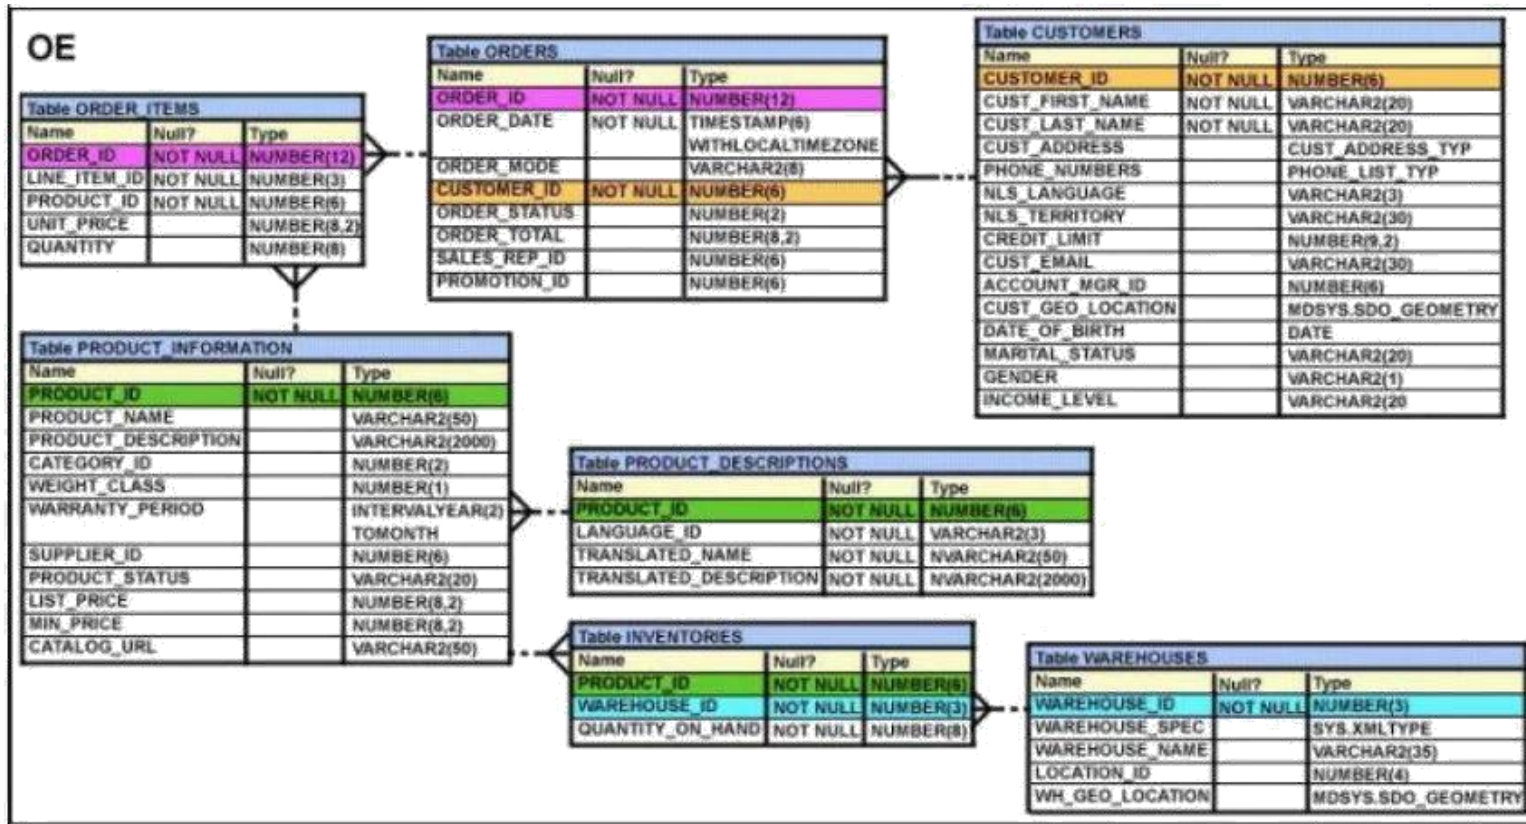 OE
Table ORDER_ITEMS
Name Null? Type
ORDER_ID NOT NULL NUMBER(12)
LINE_ITEM_ID NOT NULL NUMBER(3)
PRODUCT_ID NOT NULL NUMBER(6)
UNIT_PRICE NUMBER(8,2)
QUANTITY NUMBER(8)
Table ORDERS
Name Null? Type
ORDER_ID NOT NULL NUMBER(12)
ORDER_DATE NOT NULL TIMESTAMP(6)
WITHLOCALTIMEZONE
ORDER_MODE VARCHAR2(8)
CUSTOMER_ID NOT NULL NUMBER(6)
ORDER_STATUS NUMBER(2)
ORDER_TOTAL NUMBER(8,2)
SALES_REP_ID NUMBER(6)
PROMOTION_ID NUMBER(6)
Table CUSTOMERS
Name Null? Type
CUSTOMER_ID NOT NULL NUMBER(6)
CUST_FIRST_NAME NOT NULL VARCHAR2(20)
CUST_LAST_NAME NOT NULL VARCHAR2(20)
CUST_ADDRESS CUST_ADDRESS_TYP
PHONE_NUMBERS PHONE_LIST_TYP
NLS_LANGUAGE VARCHAR2(3)
NLS_TERRITORY VARCHAR2(30)
CREDIT_LIMIT NUMBER(9,2)
CUST_EMAIL VARCHAR2(30)
ACCOUNT_MGR_ID NUMBER(6)
CUST_GEO_LOCATION MDSYS.SDO_GEOMETRY
DATE_OF_BIRTH DATE
MARITAL_STATUS VARCHAR2(20)
GENDER VARCHAR2(1)
INCOME_LEVEL VARCHAR2(20
Table PRODUCT_INFORMATION
Name Null? Type
PRODUCT_ID NOT NULL NUMBER(6)
PRODUCT_NAME VARCHAR2(50)
PRODUCT_DESCRIPTION VARCHAR2(2000)
CATEGORY_ID NUMBER(2)
WEIGHT_CLASS NUMBER(1)
WARRANTY_PERIOD INTERVALYEAR(2)
TOMONTH
SUPPLIER_ID NUMBER(6)
PRODUCT_STATUS VARCHAR2(20)
LIST_PRICE NUMBER(8,2)
MIN_PRICE NUMBER(8,2)
CATALOG_URL VARCHAR2(50)
Table PRODUCT_DESCRIPTIONS
Name Null? Type
PRODUCT_ID NOT NULL NUMBER(6)
LANGUAGE_ID NOT NULL VARCHAR2(3)
TRANSLATED_NAME NOT NULL NVARCHAR2(50)
TRANSLATED_DESCRIPTION NOT NULL NVARCHAR2(2000)
Table INVENTORIES
Name Null? Type
PRODUCT_ID NOT NULL NUMBER(6)
WAREHOUSE_ID NOT NULL NUMBER(3)
QUANTITY_ON_HAND NOT NULL NUMBER(8)
Table WAREHOUSES
Name Null? Type
WAREHOUSE_ID NOT NULL NUMBER(3)
WAREHOUSE_SPEC SYS.XMLTYPE
WAREHOUSE_NAME VARCHAR2(35)
LOCATION_ID NUMBER(4)
WH_GEO_LOCATION MDSYS.SDO_GEOMETRY